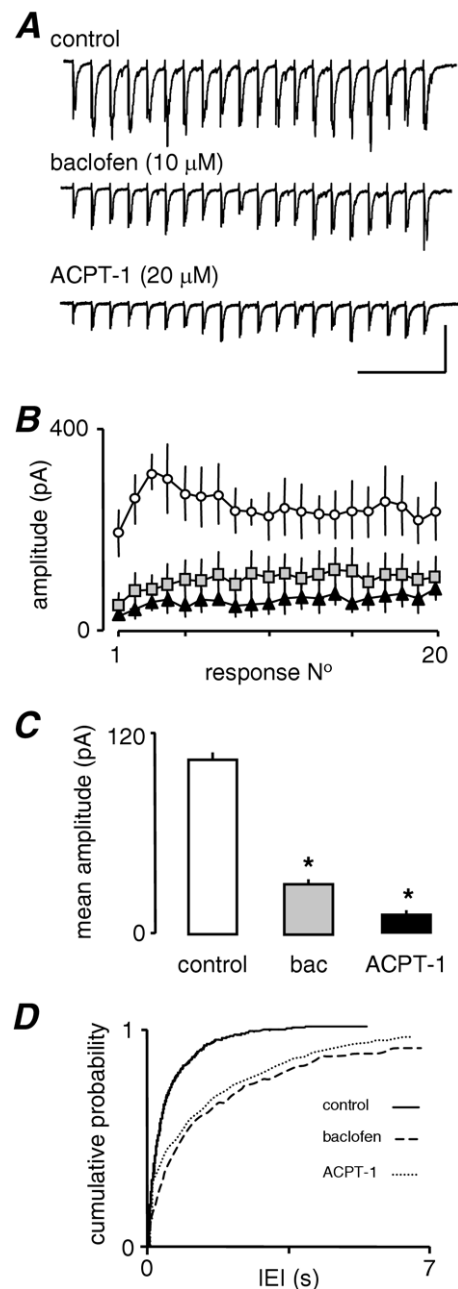 A
control
baclofen (10 µM)
ACPT-1 (20 µM)
B
400
amplitude (pA)
0
1
20
response Nº
C
120
mean amplitude (pA)
0
*
*
control bac ACPT-1
D
1
cumulative probability
control
baclofen
ACPT-1
0
0
7
IEI (s)